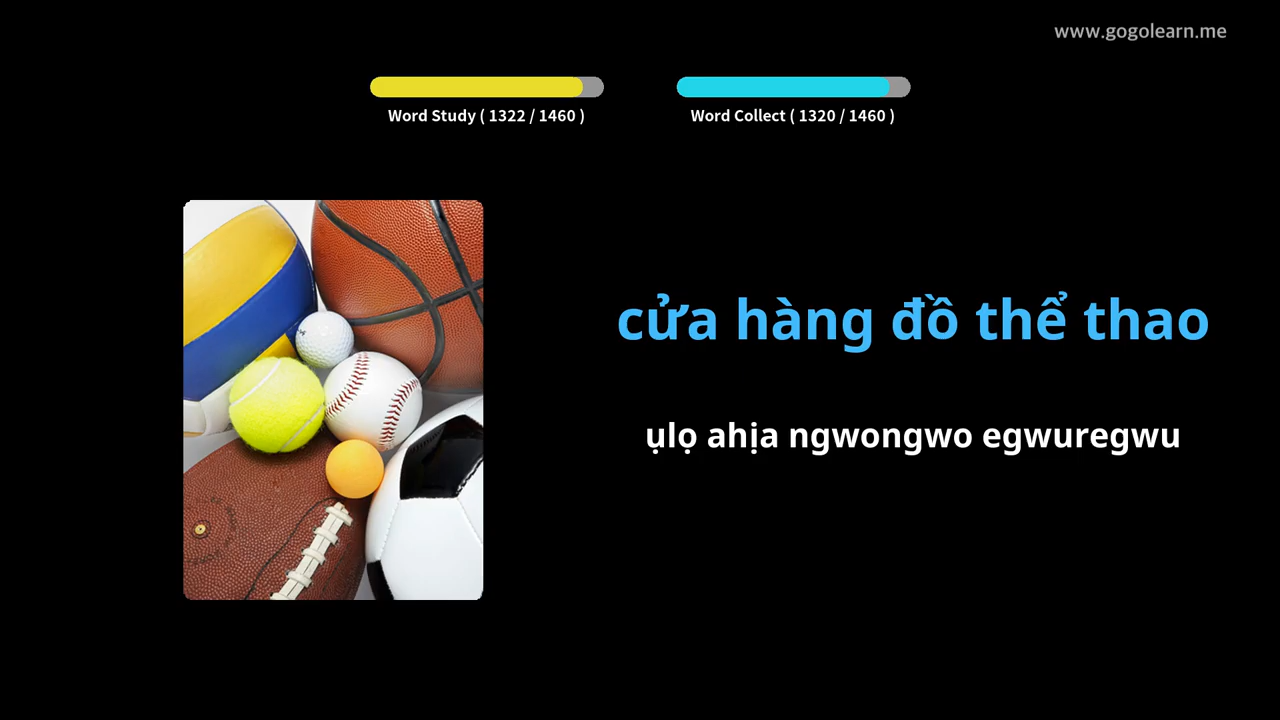 www.gogolearn.me
Word Study ( 1322 / 1460 )
Word Collect ( 1320 / 1460 )
cửa hàng đồ thể thao
ụlọ ahịa ngwongwo egwuregwu